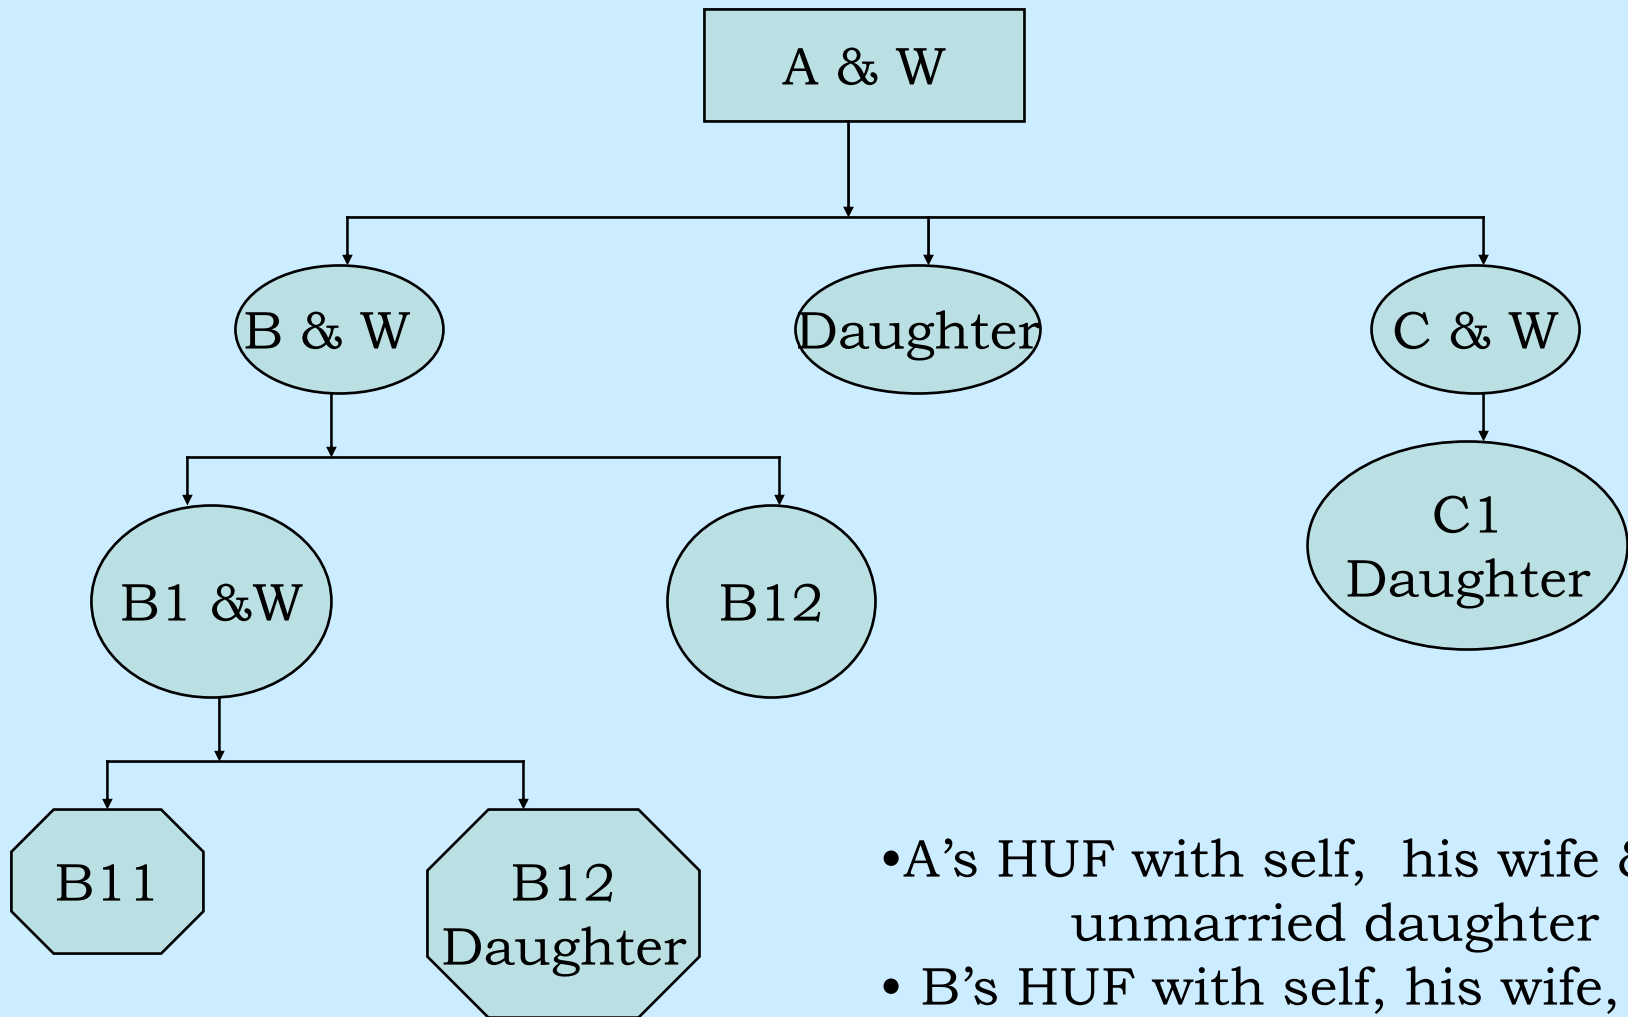 A & W
B & W
Daughter
C & W
C1
Daughter
B1 &W
B12
B11
B12
Daughter
•A’s HUF with self, his wife &
unmarried daughter
• B’s HUF with self, his wife,